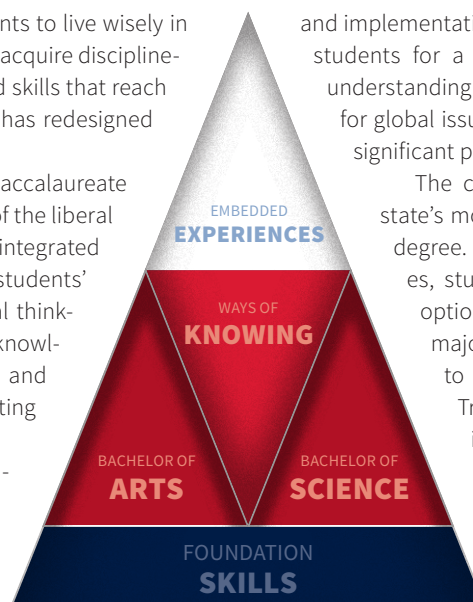 nts to live wisely in
acquire discipline-
d skills that reach
has redesigned
accalaureate
of the liberal
integrated
students’
al think-
knowl-
and
ting
-
EMBEDDED
EXPERIENCES
WAYS OF
KNOWING
BACHELOR OF
ARTS
BACHELOR OF
SCIENCE
FOUNDATION
SKILLS
and implementati
students for a
understanding
for global issu
significant p
The c
state’s mo
degree.
es, stu
optio
majo
to
Tr
i